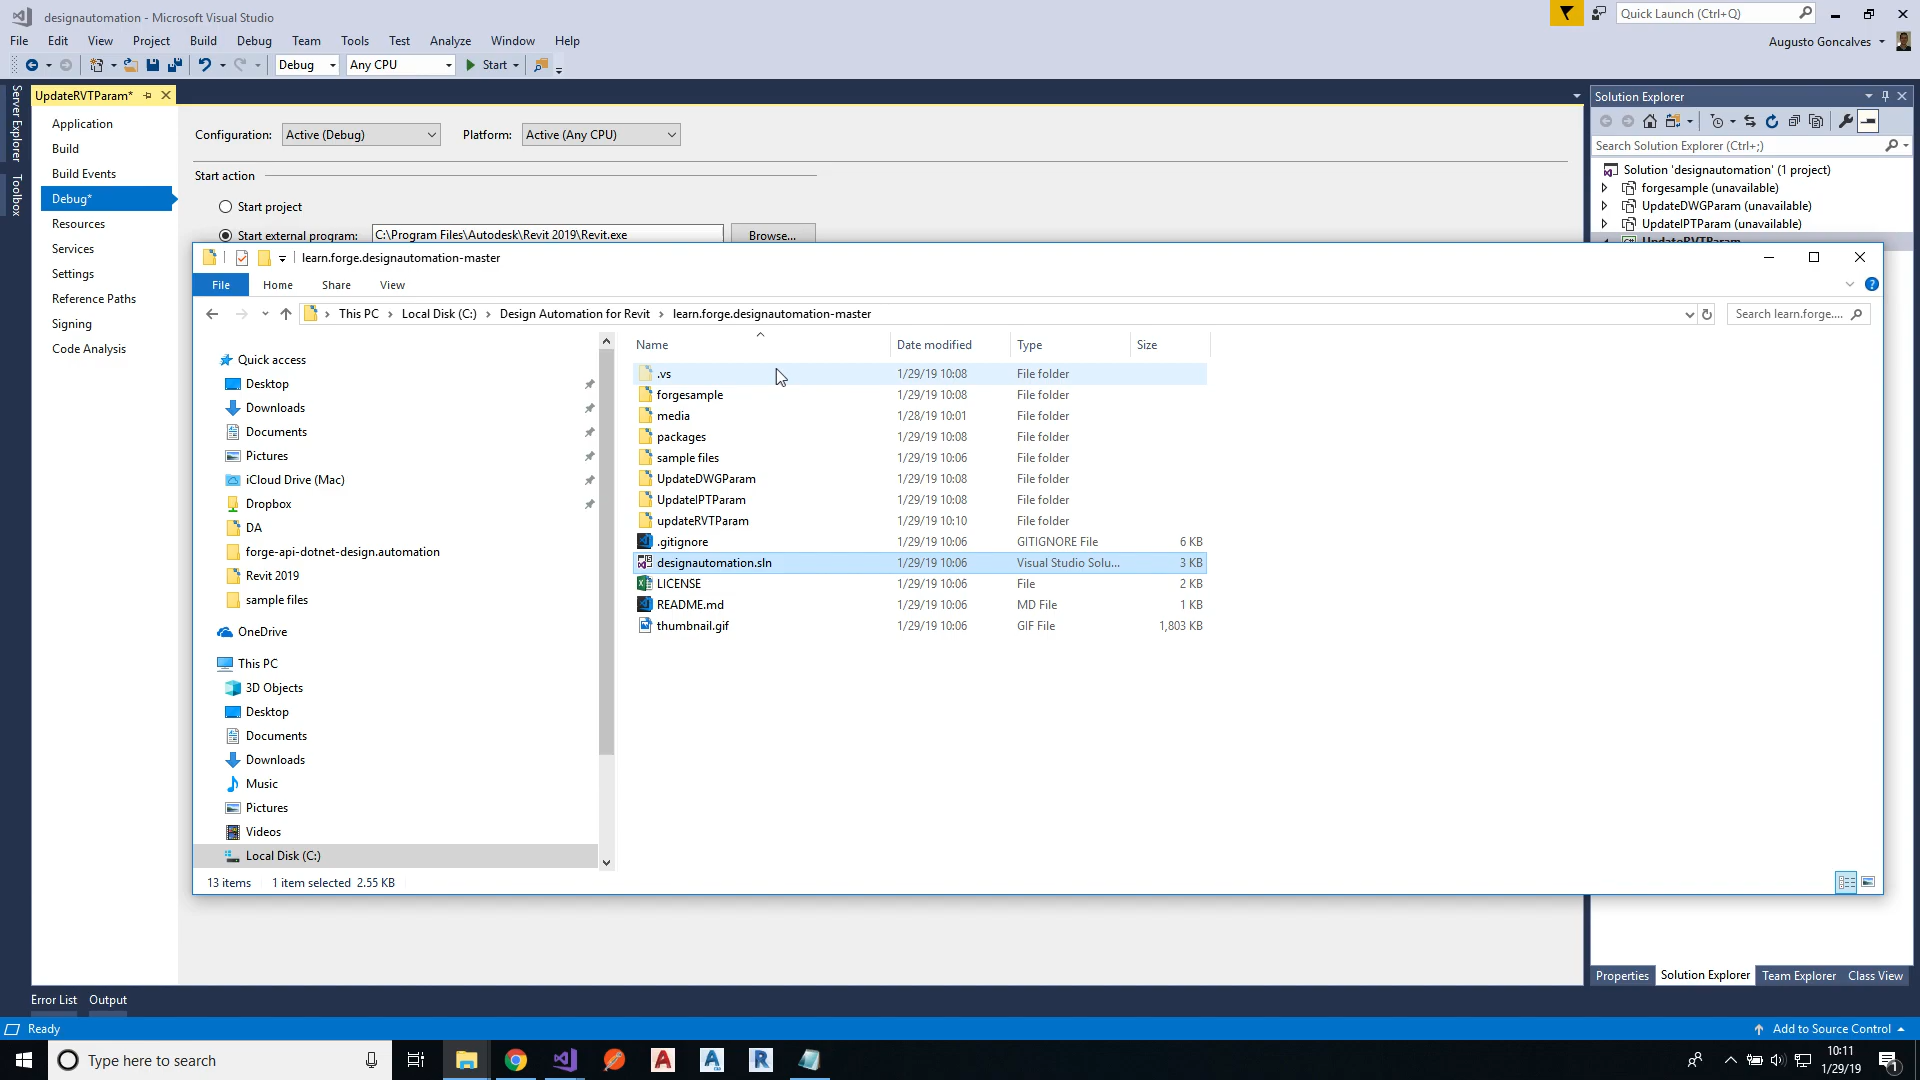 designautomation - Microsoft Visual Studio
Quick Launch (Ctrl+Q)
File Edit View Project Build Debug Team Tools Test Analyze Window Help
Augusto Goncalves
Debug Any CPU Start
Server Explorer
Toolbox
UpdateRVTParam*
Application
Build
Build Events
Debug*
Resources
Services
Settings
Reference Paths
Signing
Code Analysis
Configuration: Active (Debug) Platform: Active (Any CPU)
Start action
Start project
Start external program: C:\Program Files\Autodesk\Revit 2019\Revit.exe Browse...
Solution Explorer
Search Solution Explorer (Ctrl+;)
Solution 'designautomation' (1 project)
forgesample (unavailable)
UpdateDWGParam (unavailable)
UpdateIPTParam (unavailable)
UpdateRVTParam
learn.forge.designautomation-master
File Home Share View
This PC Local Disk (C:) Design Automation for Revit learn.forge.designautomation-master
Search learn.forge....
Quick access
Desktop
Downloads
Documents
Pictures
iCloud Drive (Mac)
Dropbox
DA
forge-api-dotnet-design.automation
Revit 2019
sample files
OneDrive
This PC
3D Objects
Desktop
Documents
Downloads
Music
Pictures
Videos
Local Disk (C:)
Name Date modified Type Size
.vs 1/29/19 10:08 File folder
forgesample 1/29/19 10:08 File folder
media 1/28/19 10:01 File folder
packages 1/29/19 10:08 File folder
sample files 1/29/19 10:06 File folder
UpdateDWGParam 1/29/19 10:08 File folder
UpdateIPTParam 1/29/19 10:08 File folder
updateRVTParam 1/29/19 10:10 File folder
.gitignore 1/29/19 10:06 GITIGNORE File 6 KB
designautomation.sln 1/29/19 10:06 Visual Studio Solu... 3 KB
LICENSE 1/29/19 10:06 File 2 KB
README.md 1/29/19 10:06 MD File 1 KB
thumbnail.gif 1/29/19 10:06 GIF File 1,803 KB
13 items 1 item selected 2.55 KB
Properties Solution Explorer Team Explorer Class View
Error List Output
Ready
Add to Source Control
Type here to search
10:11
1/29/19
1